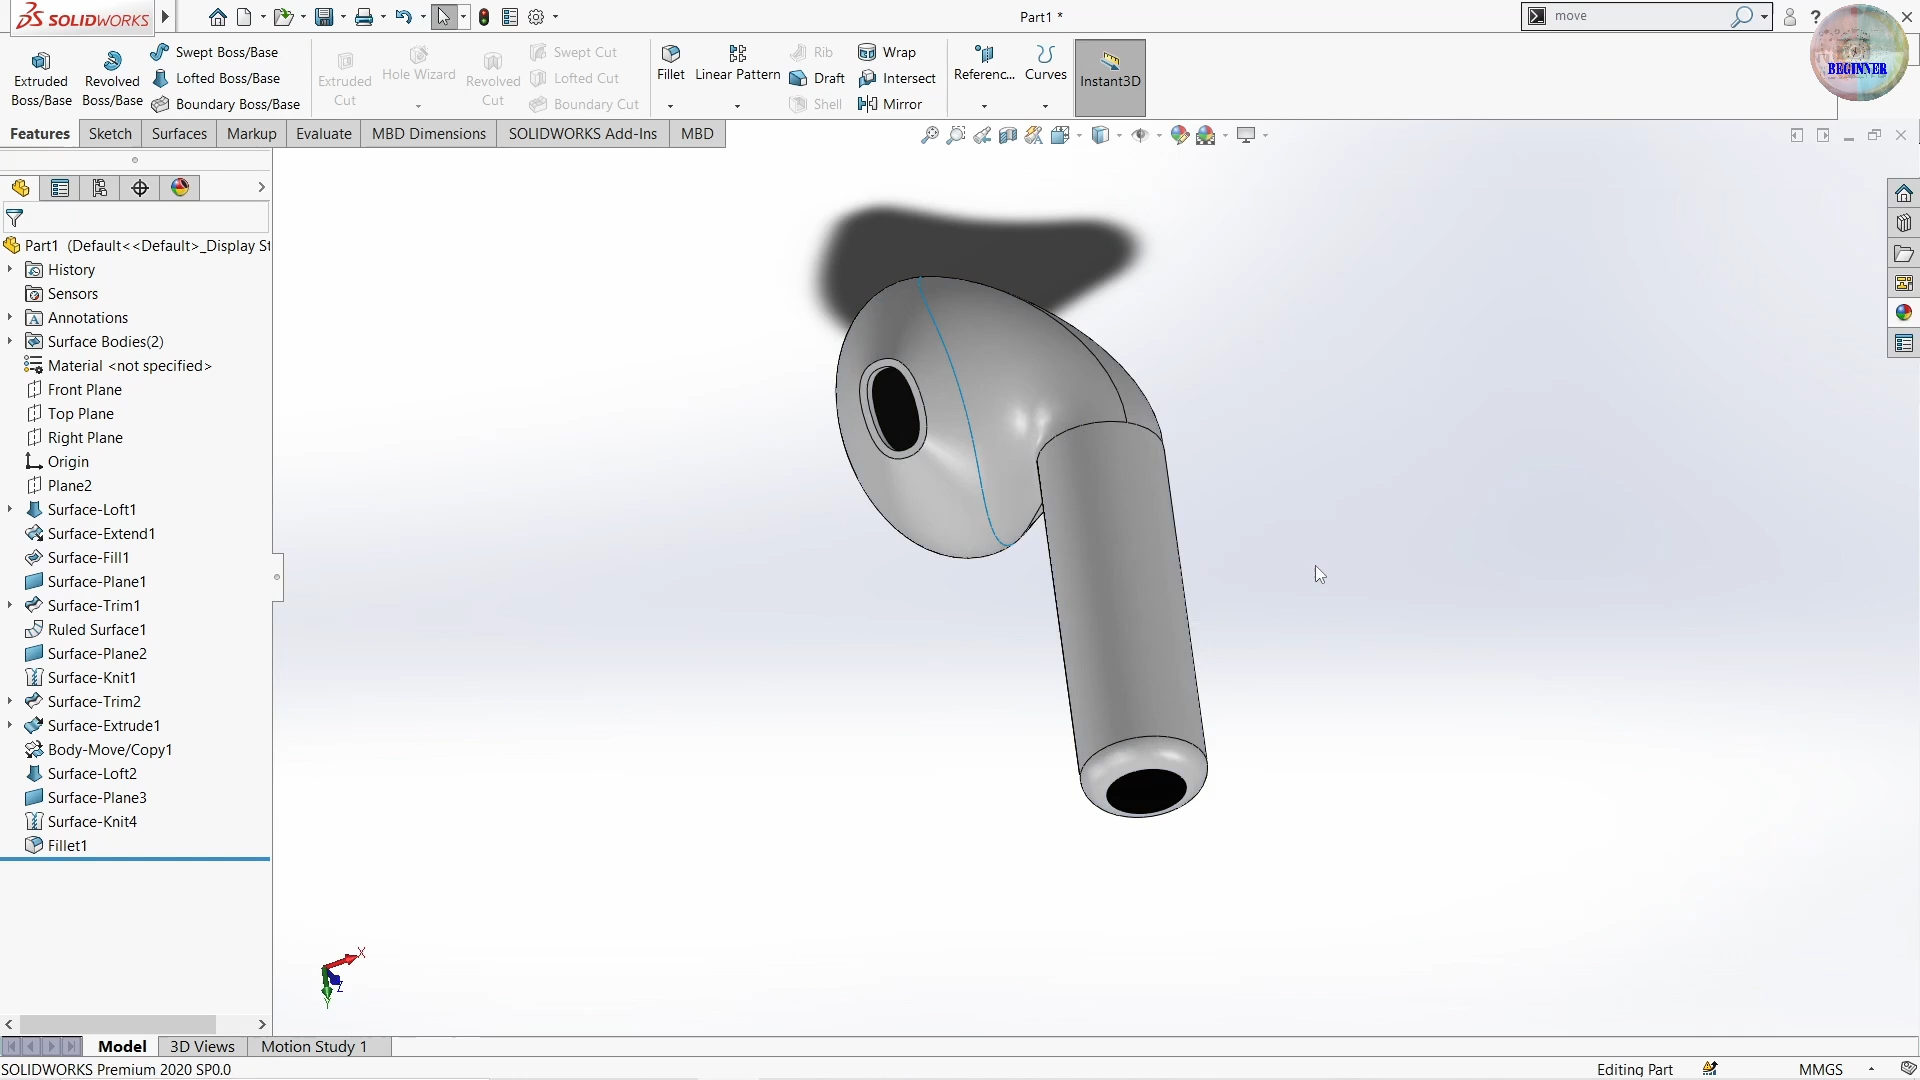 SOLIDWORKS
Part1 *
move
?
BEGINNER
Extruded Boss/Base
Revolved Boss/Base
Swept Boss/Base
Lofted Boss/Base
Boundary Boss/Base
Extruded Cut
Hole Wizard
Revolved Cut
Swept Cut
Lofted Cut
Boundary Cut
Fillet
Linear Pattern
Rib
Draft
Shell
Wrap
Intersect
Mirror
Referenc...
Curves
Instant3D
Features
Sketch
Surfaces
Markup
Evaluate
MBD Dimensions
SOLIDWORKS Add-Ins
MBD
Part1 (Default<<Default>_Display St
History
Sensors
Annotations
Surface Bodies(2)
Material <not specified>
Front Plane
Top Plane
Right Plane
Origin
Plane2
Surface-Loft1
Surface-Extend1
Surface-Fill1
Surface-Plane1
Surface-Trim1
Ruled Surface1
Surface-Plane2
Surface-Knit1
Surface-Trim2
Surface-Extrude1
Body-Move/Copy1
Surface-Loft2
Surface-Plane3
Surface-Knit4
Fillet1
X
Z
Y
Model
3D Views
Motion Study 1
SOLIDWORKS Premium 2020 SP0.0
Editing Part
MMGS